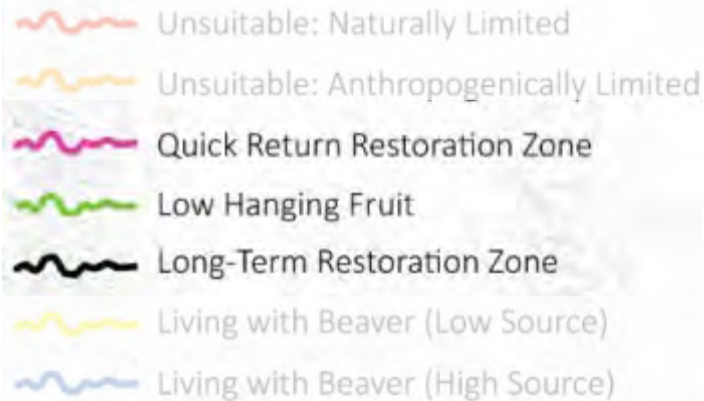 Unsuitable: Naturally Limited
Unsuitable: Anthropogenically Limited
Quick Return Restoration Zone
Low Hanging Fruit
Long-Term Restoration Zone
Living with Beaver (Low Source)
Living with Beaver (High Source)